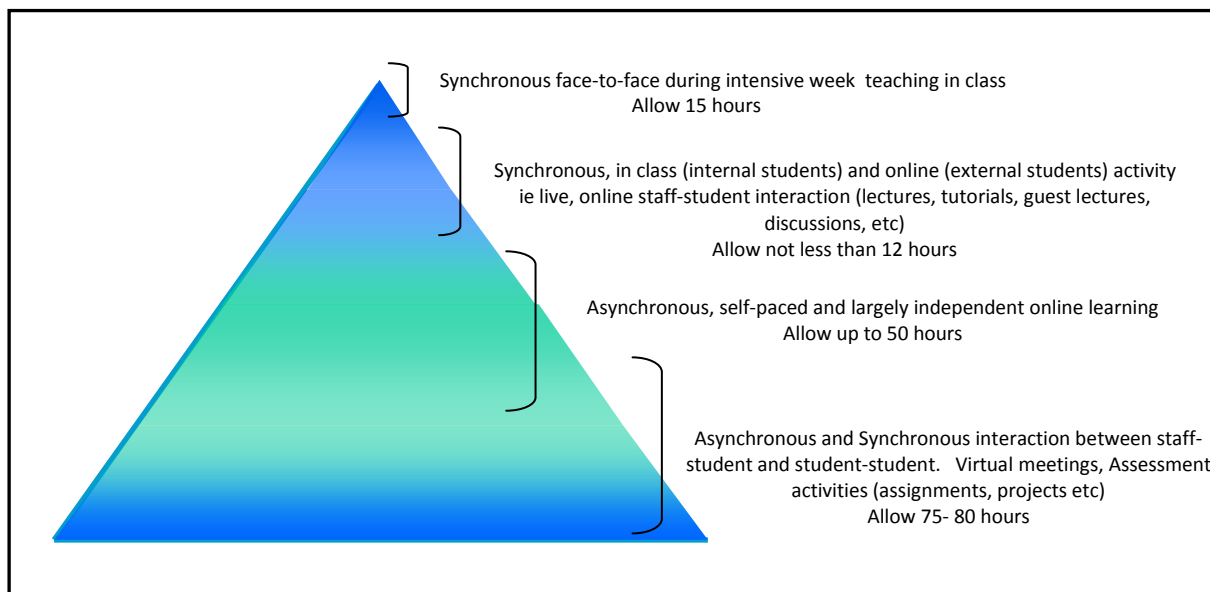 Synchronous face-to-face during intensive week  teaching in class
Allow 15 hours
Synchronous, in class (internal students) and online (external students) activity
ie live, online staff-student interaction (lectures, tutorials, guest lectures,
discussions, etc)
Allow not less than 12 hours
Asynchronous, self-paced and largely independent online learning
Allow up to 50 hours
Asynchronous and Synchronous interaction between staff-
student and student-student.   Virtual meetings, Assessment
activities (assignments, projects etc)
Allow 75- 80 hours